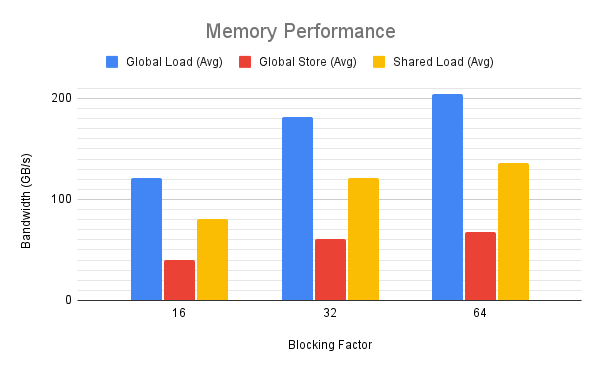 Memory Performance
Global Load (Avg) Global Store (Avg) Shared Load (Avg)
200
100
0
Bandwidth (GB/s)
16 32 64
Blocking Factor